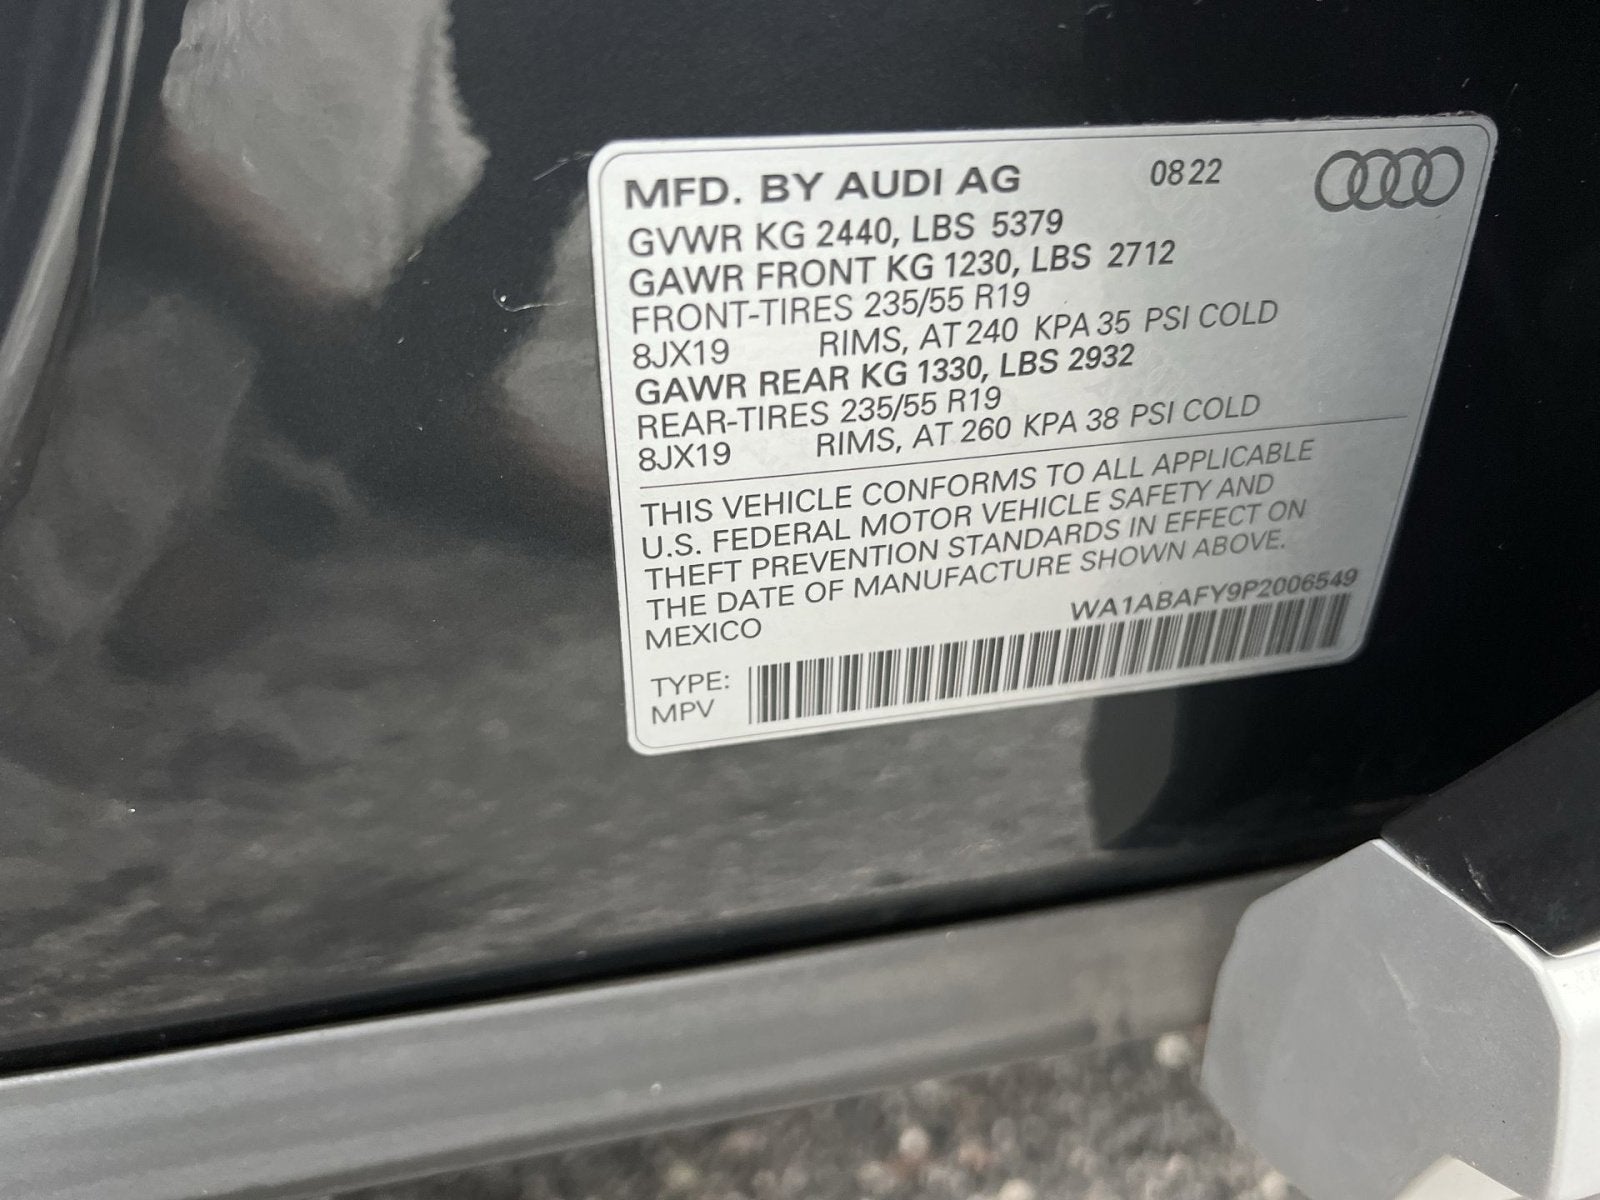 MFD. BY AUDI AG 08 22
GVWR KG 2440, LBS 5379
GAWR FRONT KG 1230, LBS 2712
FRONT-TIRES 235/55 R19
8JX19 RIMS, AT 240 KPA 35 PSI COLD
GAWR REAR KG 1330, LBS 2932
REAR-TIRES 235/55 R19
8JX19 RIMS, AT 260 KPA 38 PSI COLD
THIS VEHICLE CONFORMS TO ALL APPLICABLE
U.S. FEDERAL MOTOR VEHICLE SAFETY AND
THEFT PREVENTION STANDARDS IN EFFECT ON
THE DATE OF MANUFACTURE SHOWN ABOVE.
MEXICO WA1ABAFY9P2006549
TYPE:
MPV